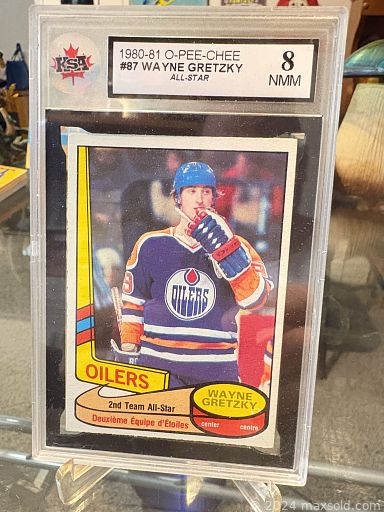 KSA
1980-81 O-PEE-CHEE
#87 WAYNE GRETZKY
ALL-STAR
8
NMM
OILERS
9
OILERS
2nd Team All-Star
Deuxième Équipe d'Étoiles
WAYNE
GRETZKY
center centre
© 2024 maxsold.com